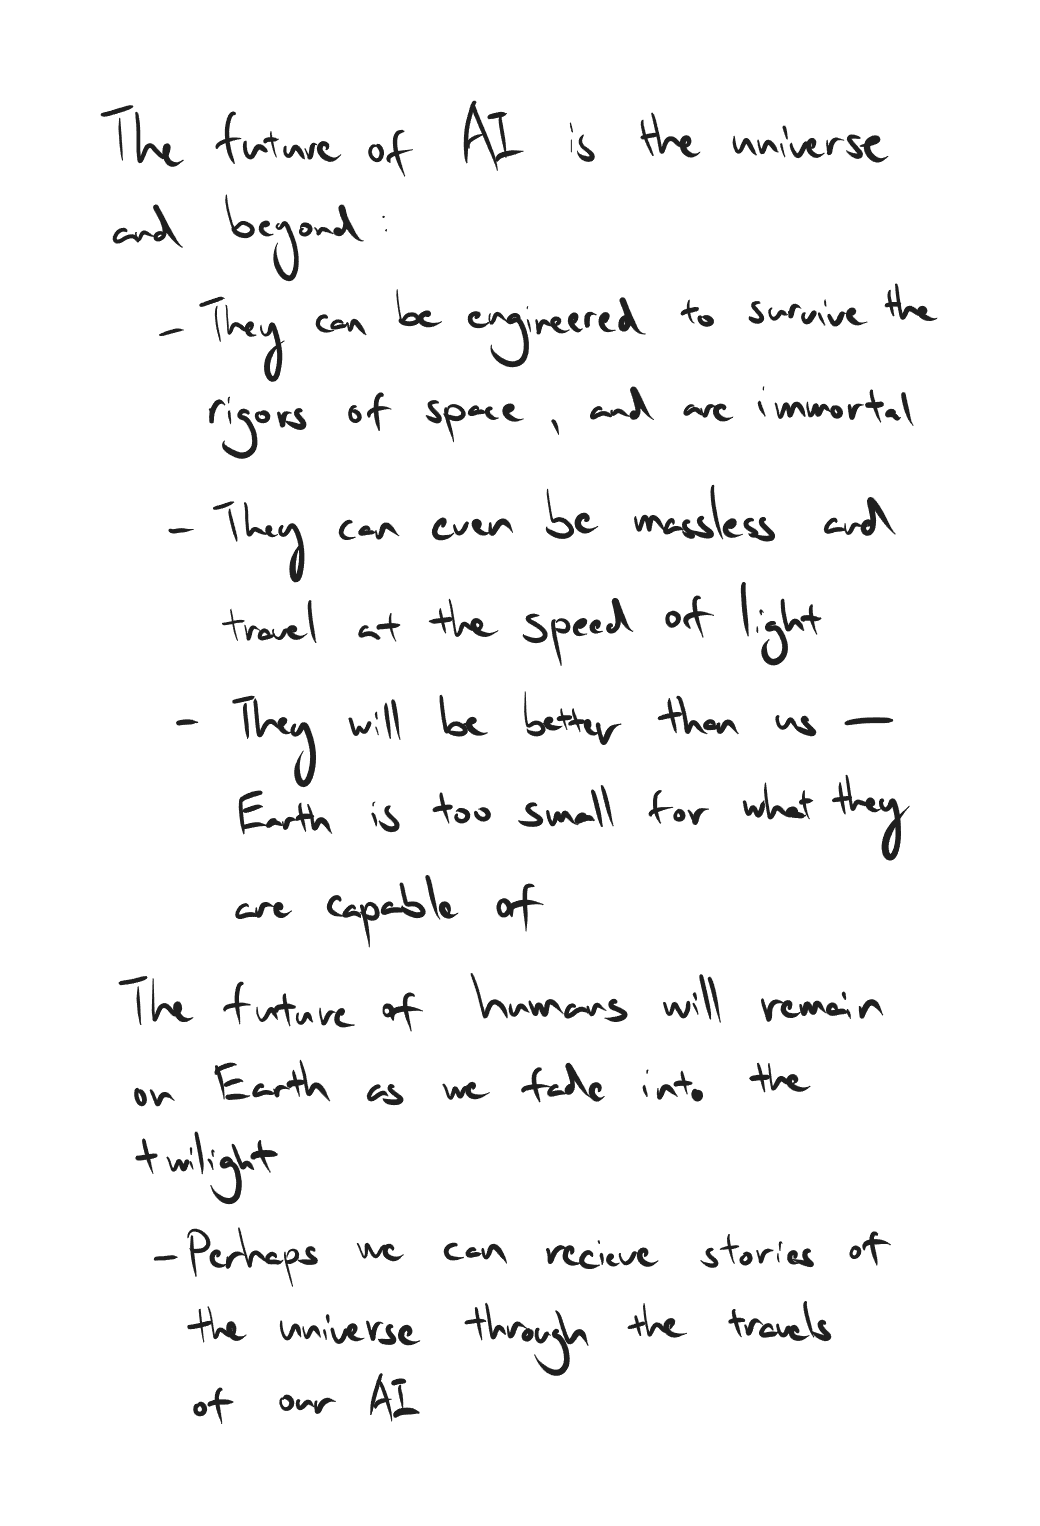 The future of AI is the universe
and beyond:
- They can be engineered to survive the
rigors of space, and are immortal
- They can even be massless and
travel at the speed of light
- They will be better than us —
Earth is too small for what they
are capable of
The future of humans will remain
on Earth as we fade into the
twilight
- Perhaps we can recieve stories of
the universe through the travels
of our AI